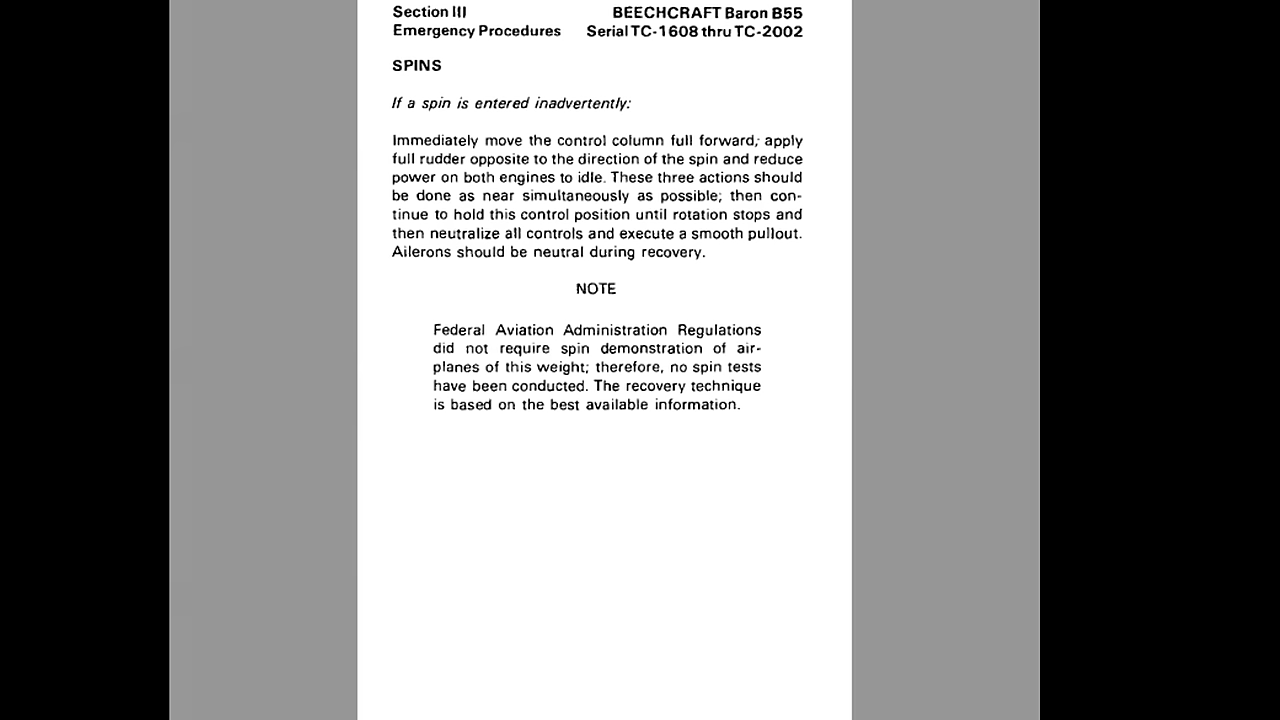 Section III BEECHCRAFT Baron B55
Emergency Procedures Serial TC-1608 thru TC-2002
SPINS
If a spin is entered inadvertently:
Immediately move the control column full forward; apply
full rudder opposite to the direction of the spin and reduce
power on both engines to idle. These three actions should
be done as near simultaneously as possible; then con-
tinue to hold this control position until rotation stops and
then neutralize all controls and execute a smooth pullout.
Ailerons should be neutral during recovery.
NOTE
Federal Aviation Administration Regulations
did not require spin demonstration of air-
planes of this weight; therefore, no spin tests
have been conducted. The recovery technique
is based on the best available information.